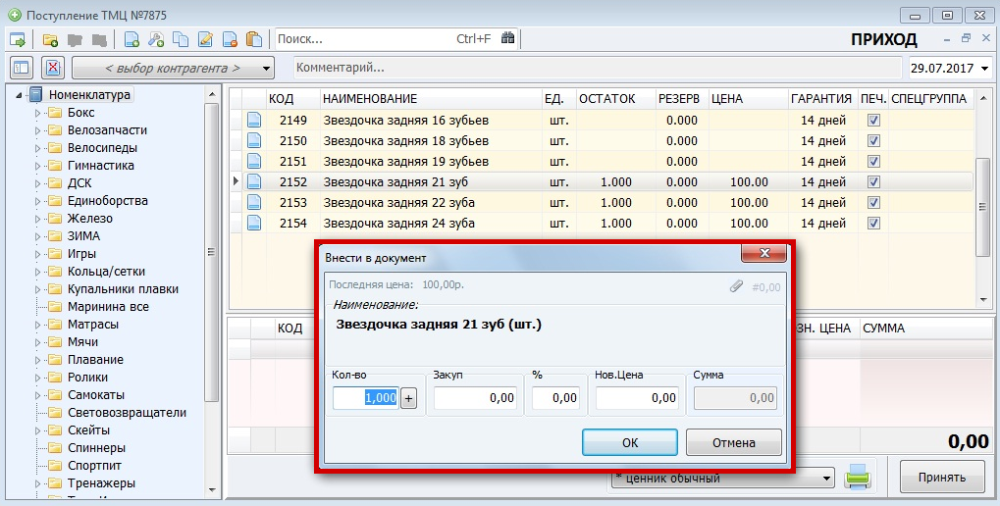 Поступление ТМЦ №7875
Поиск... Ctrl+F ПРИХОД
< выбор контрагента > Комментарий... 29.07.2017
Номенклатура
Бокс
Велозапчасти
Велосипеды
Гимнастика
ДСК
Единоборства
Железо
ЗИМА
Игры
Кольца/сетки
Купальники плавки
Маринина все
Матрасы
Мячи
Плавание
Ролики
Самокаты
Световозвращатели
Скейты
Спиннеры
Спортпит
Тренажеры
КОД НАИМЕНОВАНИЕ ЕД. ОСТАТОК РЕЗЕРВ ЦЕНА ГАРАНТИЯ ПЕЧ. СПЕЦГРУППА
2149 Звездочка задняя 16 зубьев шт. 0.000 14 дней
2150 Звездочка задняя 18 зубьев шт. 0.000 14 дней
2151 Звездочка задняя 19 зубьев шт. 0.000 14 дней
2152 Звездочка задняя 21 зуб шт. 1.000 0.000 100.00 14 дней
2153 Звездочка задняя 22 зуба шт. 1.000 0.000 100.00 14 дней
2154 Звездочка задняя 24 зуба шт. 1.000 0.000 100.00 14 дней
Внести в документ
Последняя цена: 100,00р. #0,00
Наименование:
Звездочка задняя 21 зуб (шт.)
Кол-во Закуп % Нов.Цена Сумма
1,000 + 0,00 0,00 0,00 0,00
ОК Отмена
КОД ЗН. ЦЕНА СУММА
0,00
* ценник обычный Принять